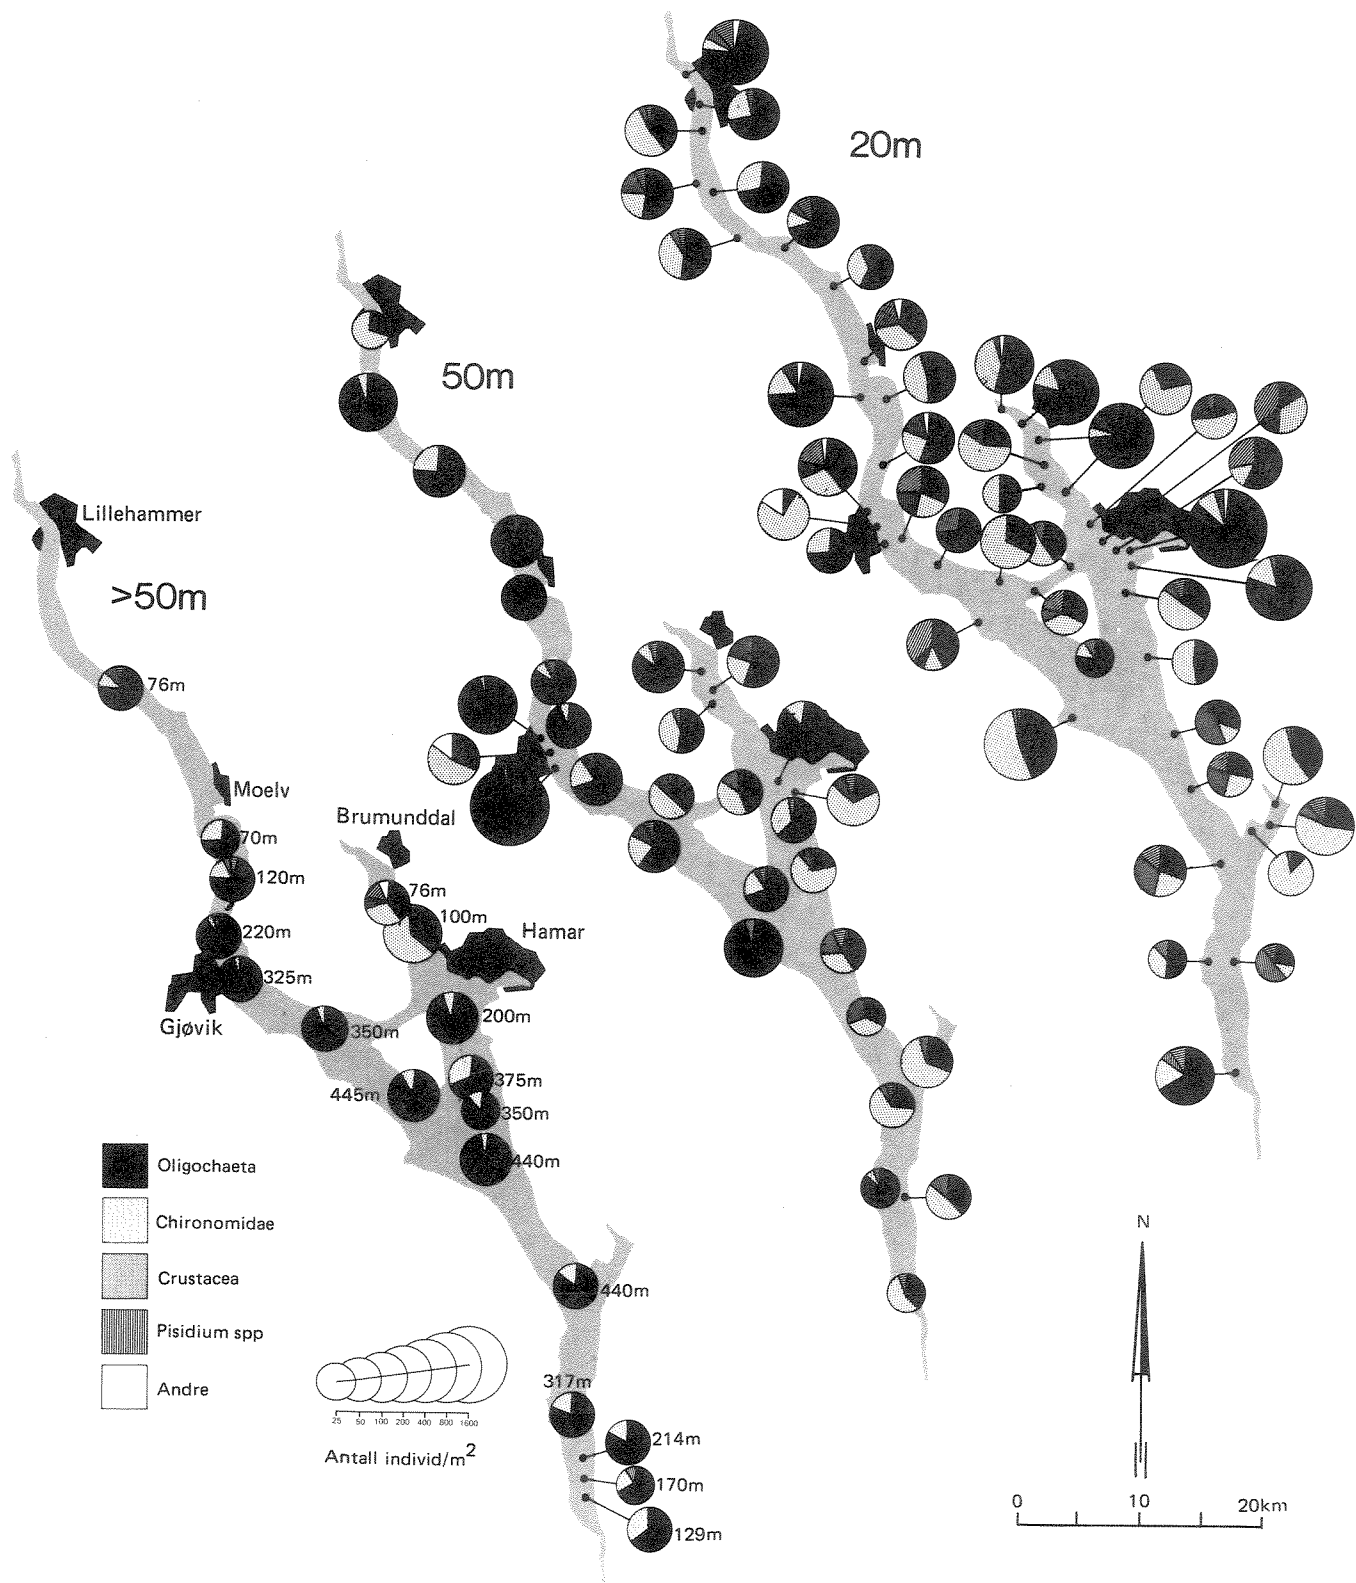 20m
50m
Lillehammer
>50m
76m
Moelv
Brumunddal
70m
120m
76m
100m
Hamar
220m
325m
Gjøvik
200m
350m
375m
445m
350m
440m
Oligochaeta
Chironomidae
Crustacea
Pisidium spp
Andre
440m
317m
25 50 100 200 400 800 1600
Antall individ/m2
214m
170m
129m
N
0 10 20km